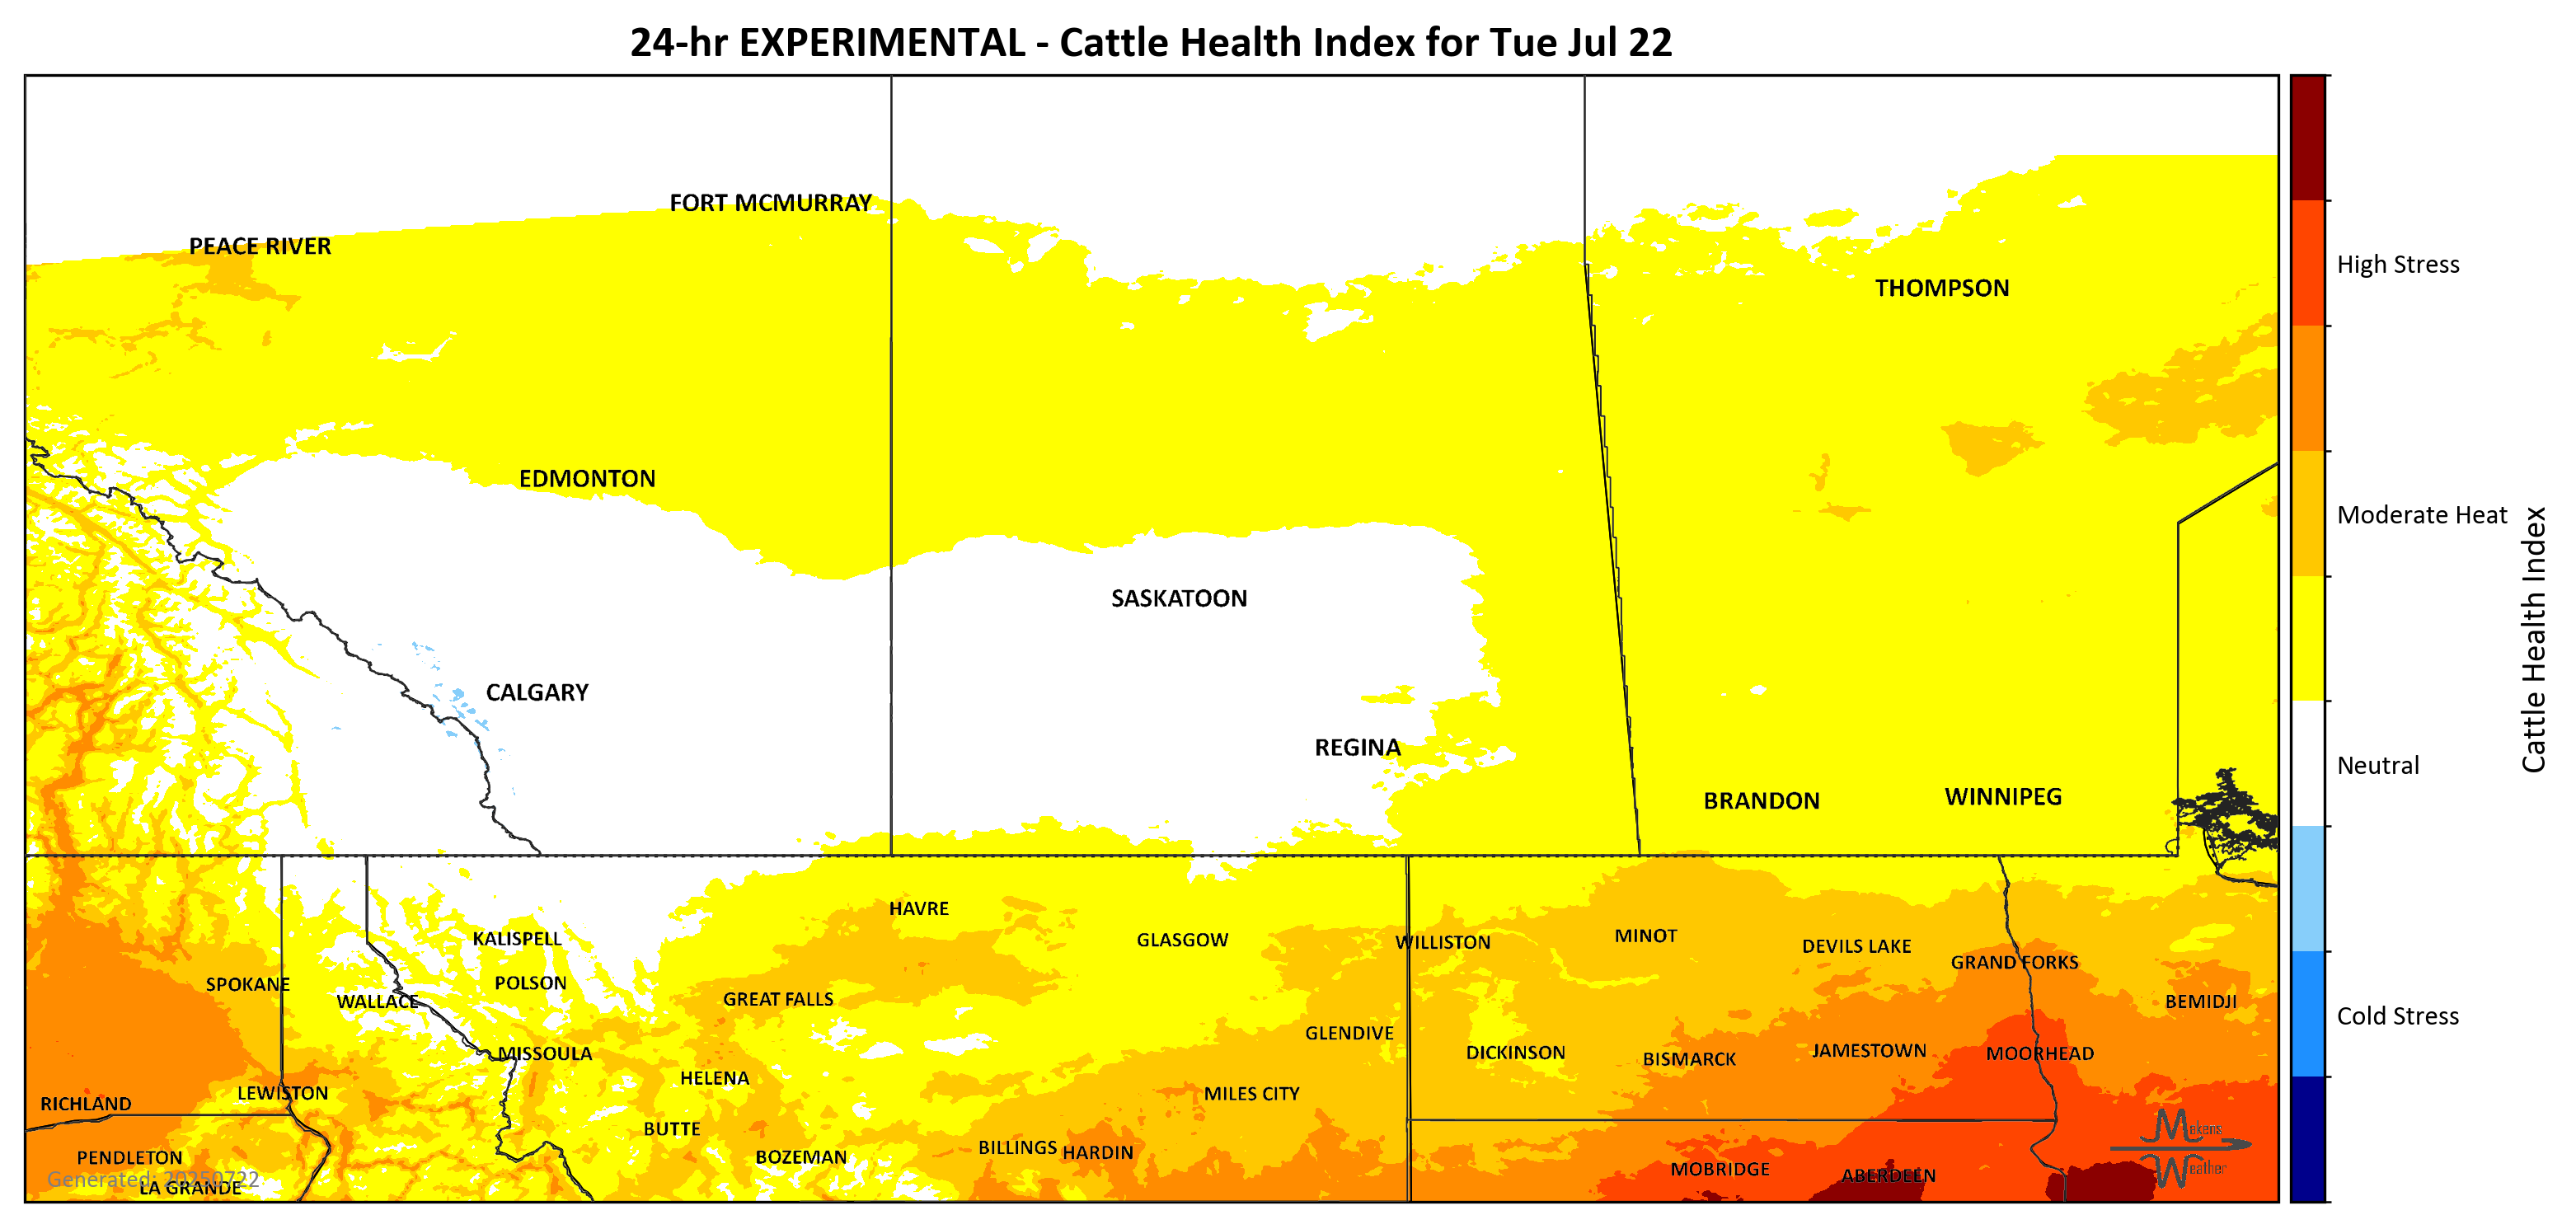 24-hr EXPERIMENTAL - Cattle Health Index for Tue Jul 22
FORT MCMURRAY
PEACE RIVER
High Stress
THOMPSON
EDMONTON
Moderate Heat
SASKATOON
Cattle Health Index
CALGARY
REGINA
Neutral
BRANDON
WINNIPEG
HAVRE
KALISPELL
GLASGOW
WILLISTON
MINOT
DEVILS LAKE
GRAND FORKS
SPOKANE
POLSON
WALLACE
GREAT FALLS
BEMIDJI
Cold Stress
GLENDIVE
MISSOULA
DICKINSON
BISMARCK
JAMESTOWN
MOORHEAD
HELENA
LEWISTON
MILES CITY
RICHLAND
BUTTE
Makens
BILLINGS
HARDIN
PENDLETON
BOZEMAN
MOBRIDGE
Weather
ABERDEEN
Generated: 20250722
LA GRANDE